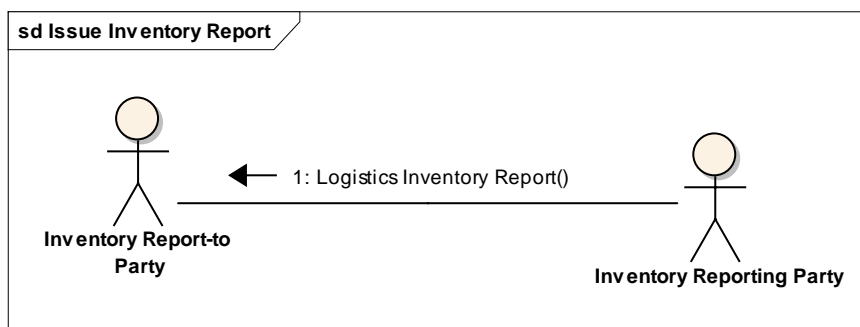 sd Issue Inventory Report
1: Logistics Inventory Report()
Inventory Report-to
Party
Inventory Reporting Party